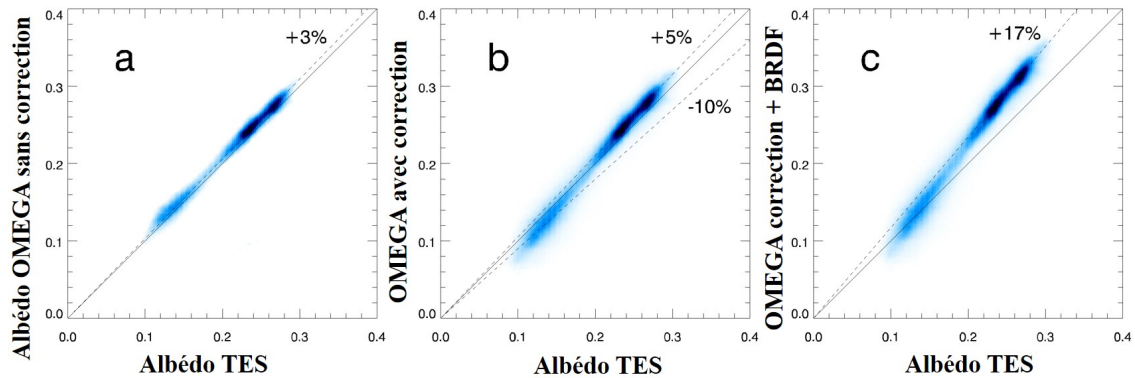 a
+3%
Albédo OMEGA sans correction
0.4
0.3
0.2
0.1
0.0
0.0 0.1 0.2 0.3 0.4
Albédo TES
b
+5%
-10%
OMEGA avec correction
0.4
0.3
0.2
0.1
0.0
0.0 0.1 0.2 0.3 0.4
Albédo TES
c
+17%
OMEGA correction + BRDF
0.4
0.3
0.2
0.1
0.0
0.0 0.1 0.2 0.3 0.4
Albédo TES